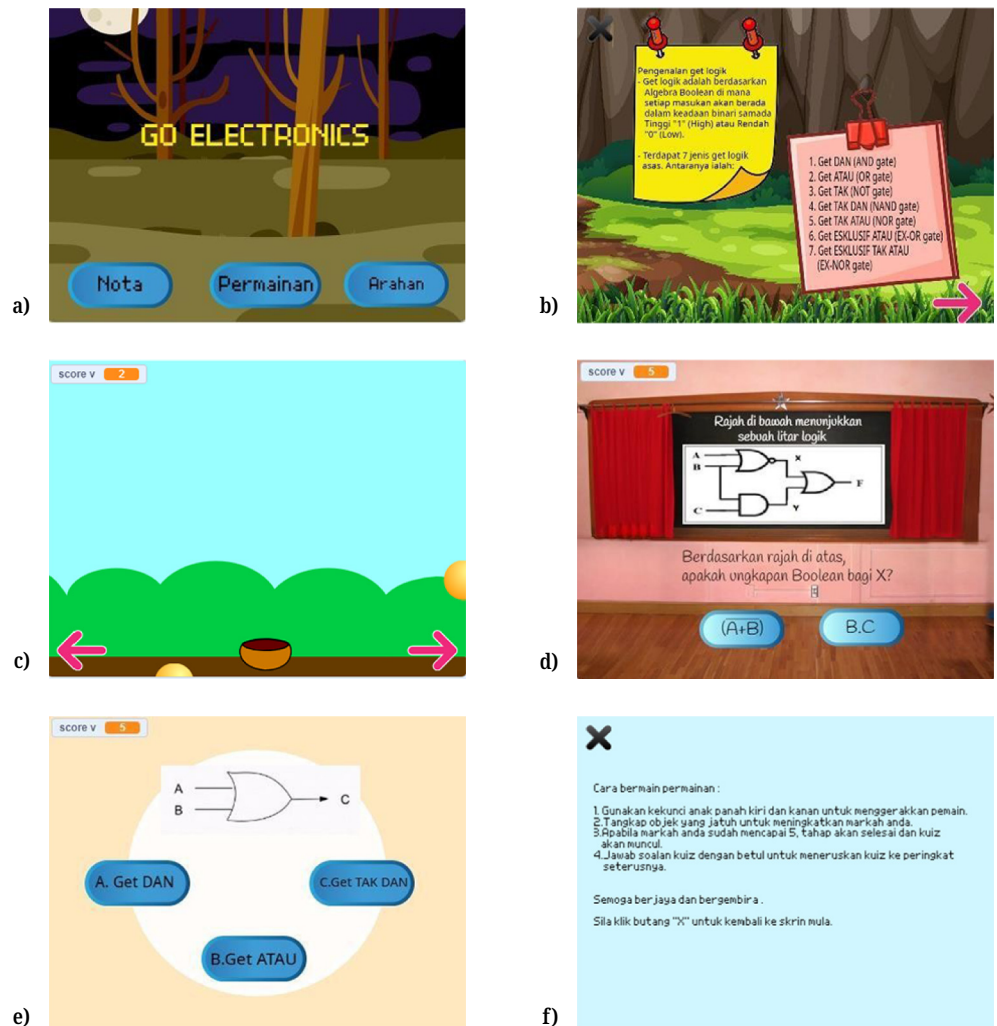 GO ELECTRONICS
Nota
Permainan
Arahan
a)
Pengenalan get logik
- Get logik adalah berdasarkan
Algebra Boolean di mana
setiap masukan akan berada
dalam keadaan binari samada
Tinggi "1" (High) atau Rendah
"0" (Low).
- Terdapat 7 jenis get logik
asas. Antaranya ialah:
1. Get DAN (AND gate)
2. Get ATAU (OR gate)
3. Get TAK (NOT gate)
4. Get TAK DAN (NAND gate)
5. Get TAK ATAU (NOR gate)
6. Get ESKLUSIF ATAU (EX-OR gate)
7. Get ESKLUSIF TAK ATAU
(EX-NOR gate)
b)
score v 2
c)
score v 5
Rajah di bawah menunjukkan
sebuah litar logik
A
B
C
X
Y
F
Berdasarkan rajah di atas,
apakah ungkapan Boolean bagi X?
(A+B)
B.C
d)
score v 5
A
B
C
A. Get DAN
C.Get TAK DAN
B.Get ATAU
e)
Cara bermain permainan :
1. Gunakan kekunci anak panah kiri dan kanan untuk menggerakkan pemain.
2.Tangkap objek yang jatuh untuk meningkatkan markah anda.
3.Apabila markah anda sudah mencapai 5, tahap akan selesai dan kuiz
akan muncul.
4.Jawab soalan kuiz dengan betul untuk meneruskan kuiz ke peringkat
seterusnya.
Semoga berjaya dan bergembira .
Sila klik butang "X" untuk kembali ke skrin mula.
f)